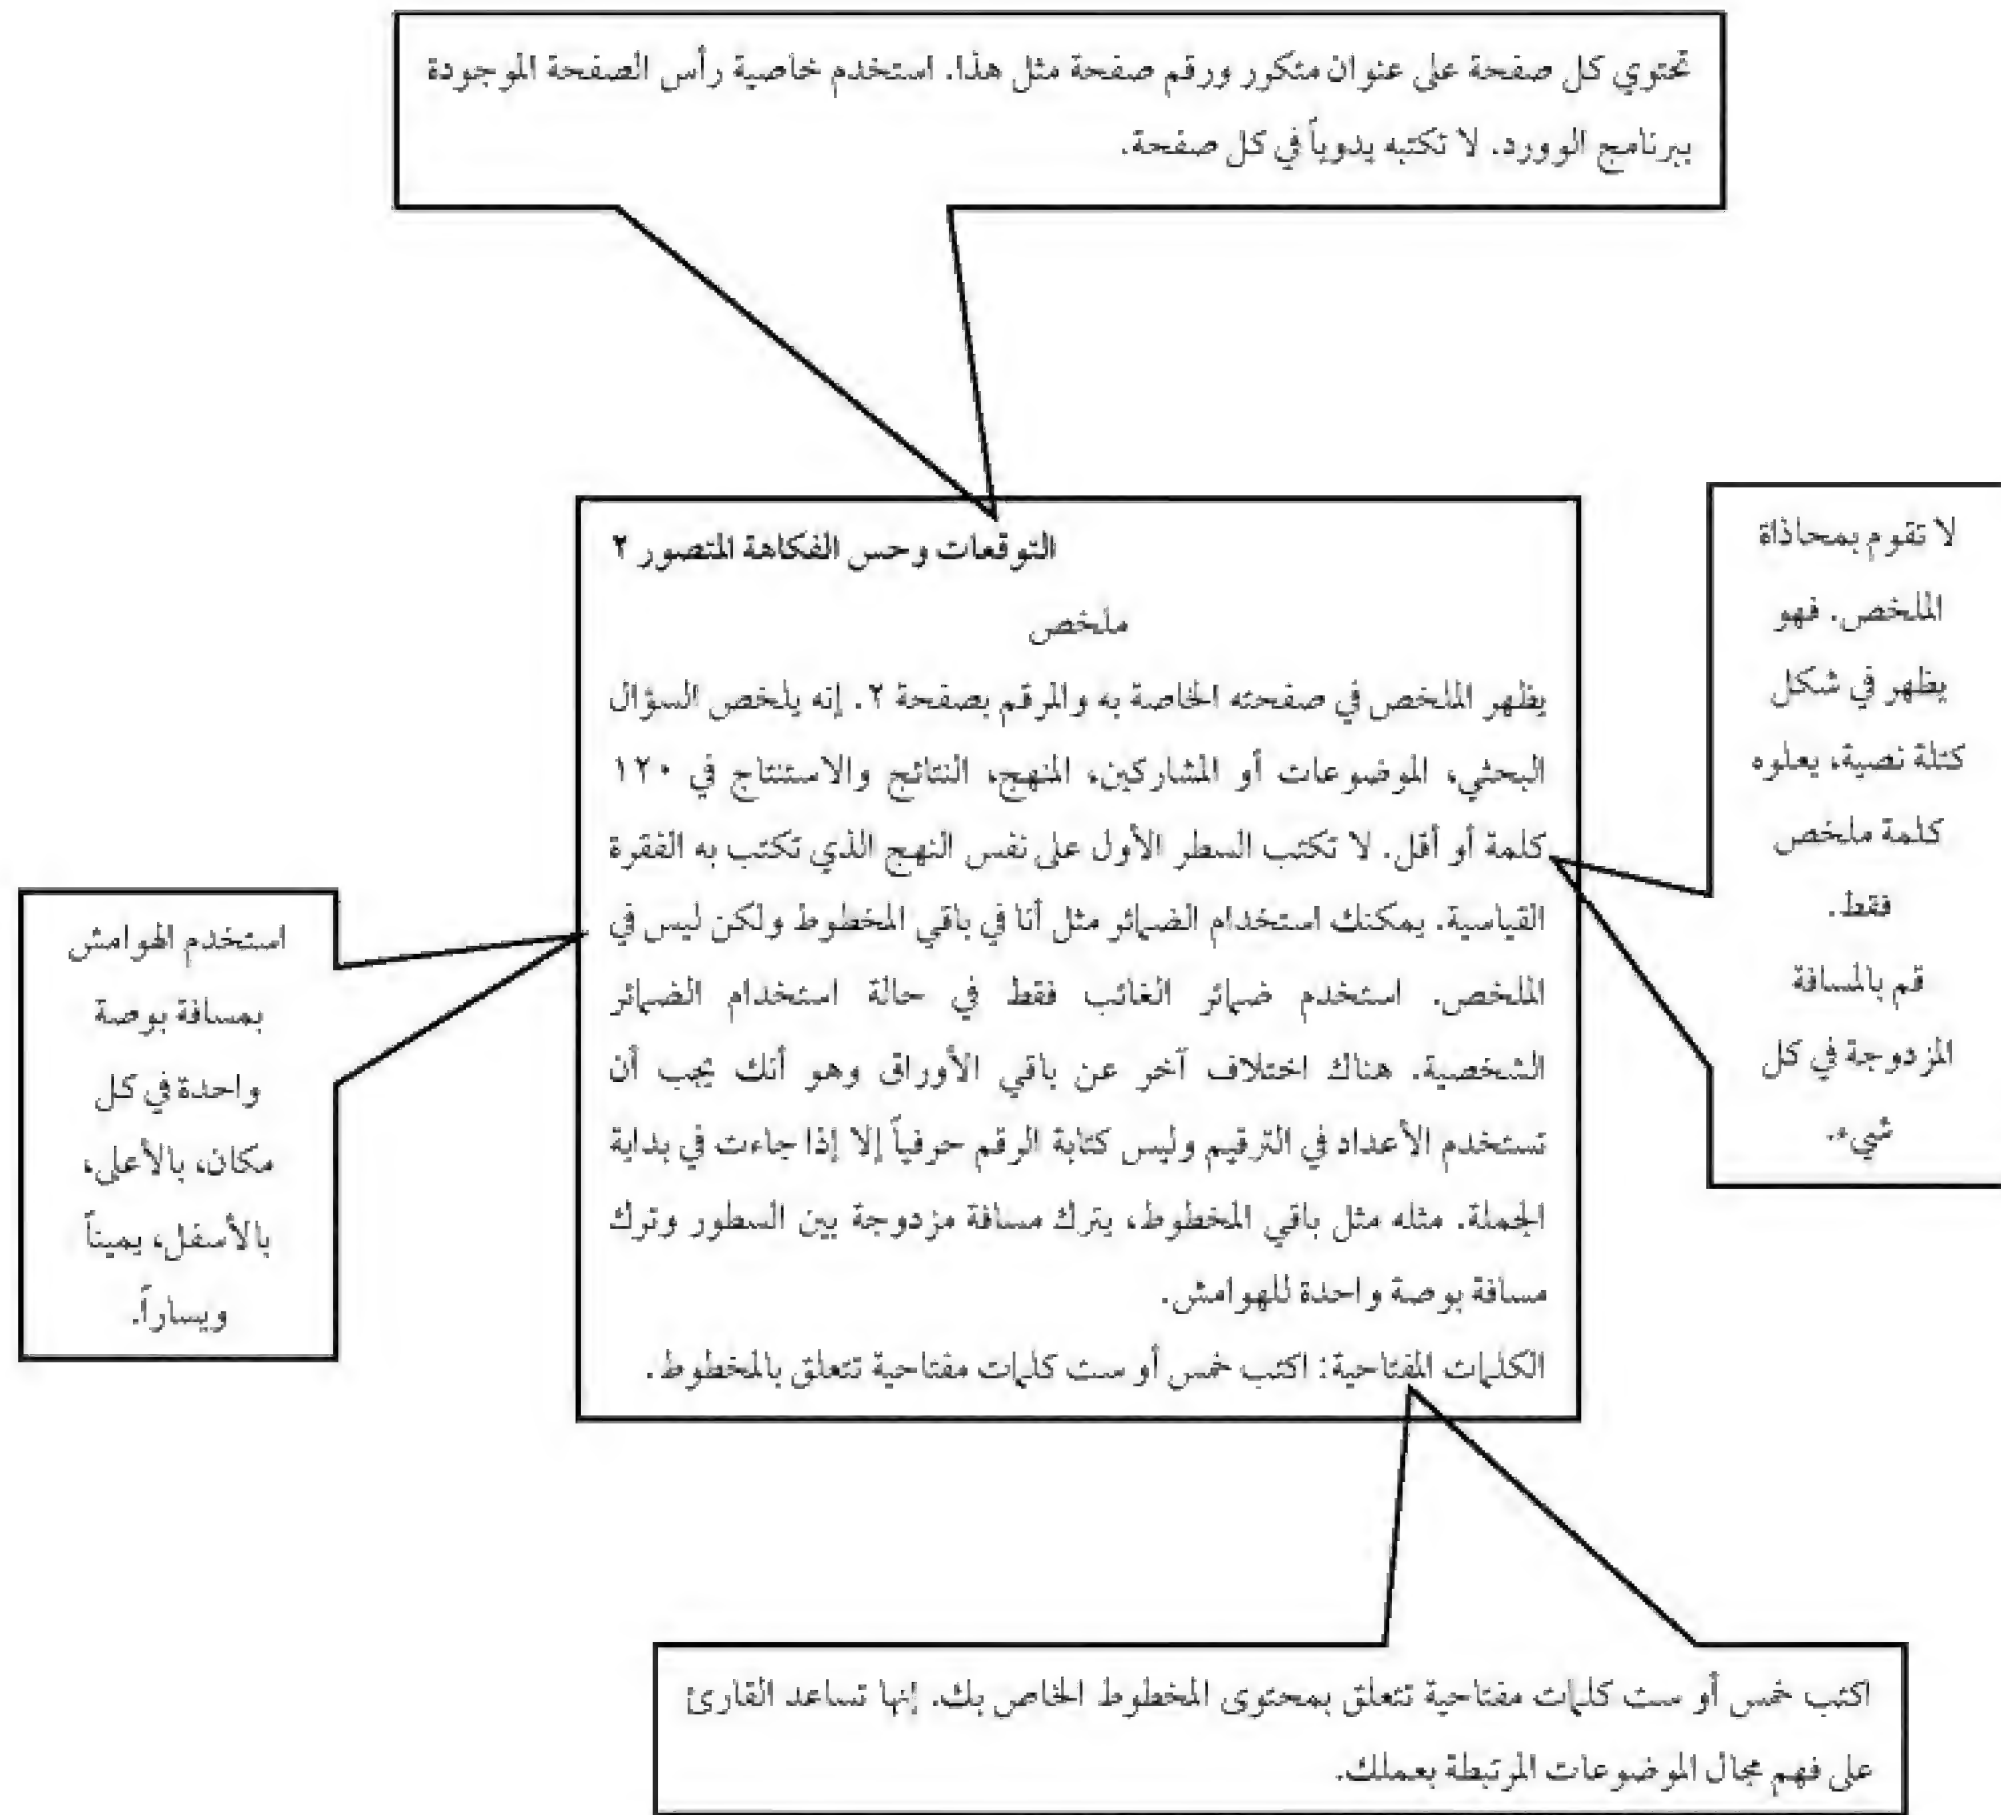 تحتوي كل صفحة على عنوان متكرر ورقم صفحة مثل هذا. استخدم خاصية رأس الصفحة الموجودة
ببرنامج الوورد. لا تكتبه يدوياً في كل صفحة.
التوقعات وحس الفكاهة المتصور ٢
ملخص
يظهر الملخص في صفحته الخاصة به والمرقم بصفحة ٢. إنه يلخص السؤال
البحثي، الموضوعات أو المشاركين، المنهج، النتائج والاستنتاج في ١٢٠
كلمة أو أقل. لا تكتب السطر الأول على نفس النهج الذي تكتب به الفقرة
القياسية. يمكنك استخدام الضمائر مثل أنا في باقي المخطوط ولكن ليس في
الملخص. استخدم ضمائر الغائب فقط في حالة استخدام الضمائر
الشخصية. هناك اختلاف آخر عن باقي الأوراق وهو أنك يجب أن
تستخدم الأعداد في الترقيم وليس كتابة الرقم حرفياً إلا إذا جاءت في بداية
الجملة. مثله مثل باقي المخطوط، يترك مسافة مزدوجة بين السطور وترك
مسافة بوصة واحدة للهوامش.
الكلمات المفتاحية: اكتب خمس أو ست كلمات مفتاحية تتعلق بالمخطوط.
لا تقوم بمحاذاة
الملخص. فهو
يظهر في شكل
كتلة نصية، يعلوه
كلمة ملخص
فقط.
قم بالمسافة
المزدوجة في كل
شيء.
استخدم الهوامش
بمسافة بوصة
واحدة في كل
مكان، بالأعلى،
بالأسفل، يميناً
ويساراً.
اكتب خمس أو ست كلمات مفتاحية تتعلق بمحتوى المخطوط الخاص بك. إنها تساعد القارئ
على فهم مجال الموضوعات المرتبطة بعملك.